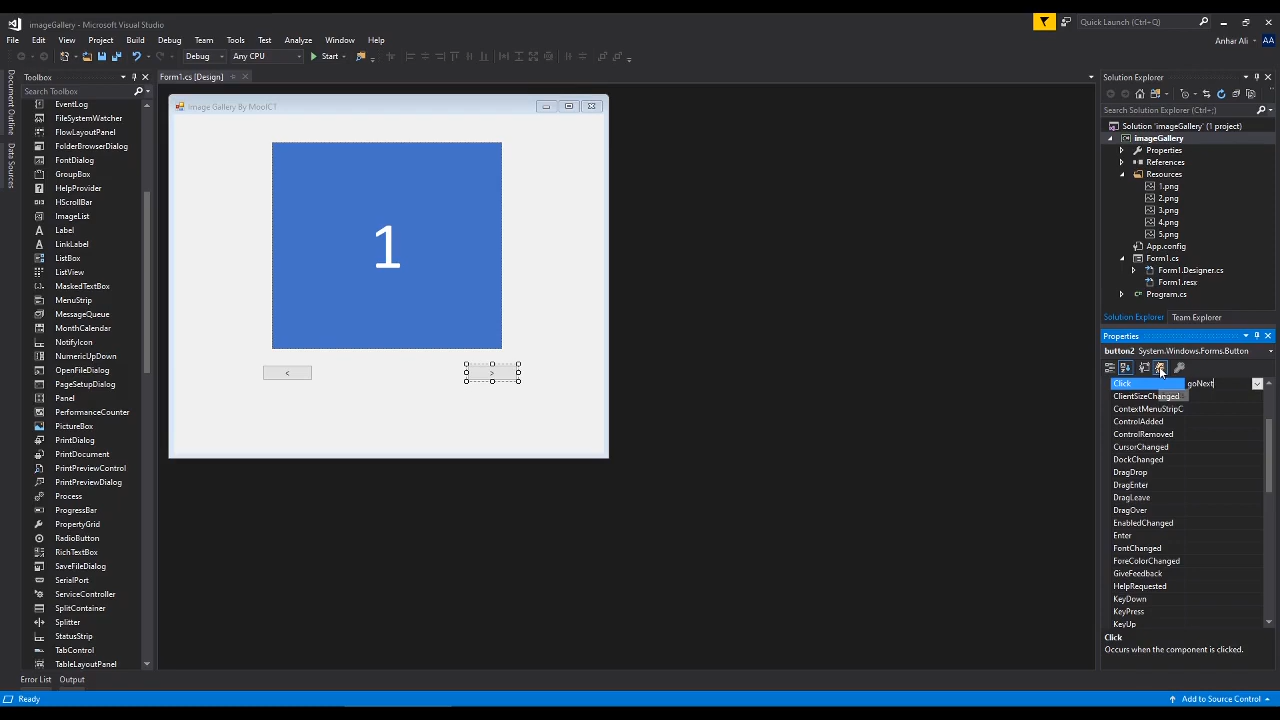 imageGallery - Microsoft Visual Studio
Quick Launch (Ctrl+Q)
File Edit View Project Build Debug Team Tools Test Analyze Window Help
Anhar Ali AA
Debug Any CPU Start
Document Outline
Data Sources
Toolbox
Search Toolbox
EventLog
FileSystemWatcher
FlowLayoutPanel
FolderBrowserDialog
FontDialog
GroupBox
HelpProvider
HScrollBar
ImageList
Label
LinkLabel
ListBox
ListView
MaskedTextBox
MenuStrip
MessageQueue
MonthCalendar
NotifyIcon
NumericUpDown
OpenFileDialog
PageSetupDialog
Panel
PictureBox
PrintDialog
PrintDocument
PrintPreviewControl
PrintPreviewDialog
Process
ProgressBar
PropertyGrid
RadioButton
RichTextBox
SaveFileDialog
SerialPort
ServiceController
SplitContainer
Splitter
StatusStrip
TabControl
TableLayoutPanel
Form1.cs [Design]
Image Gallery By MooICT
1
<
>
Solution Explorer
Search Solution Explorer (Ctrl+;)
Solution 'imageGallery' (1 project)
imageGallery
Properties
References
Resources
1.png
2.png
3.png
4.png
5.png
App.config
Form1.cs
Form1.Designer.cs
Form1.resx
Program.cs
Solution Explorer Team Explorer
Properties
button2 System.Windows.Forms.Button
Click goNext
ClientSizeChanged
ContextMenuStripC
ControlAdded
ControlRemoved
CursorChanged
DockChanged
DragDrop
DragEnter
DragLeave
DragOver
EnabledChanged
Enter
FontChanged
ForeColorChanged
GiveFeedback
HelpRequested
KeyDown
KeyPress
KeyUp
Click
Occurs when the component is clicked.
Error List Output
Ready
Add to Source Control